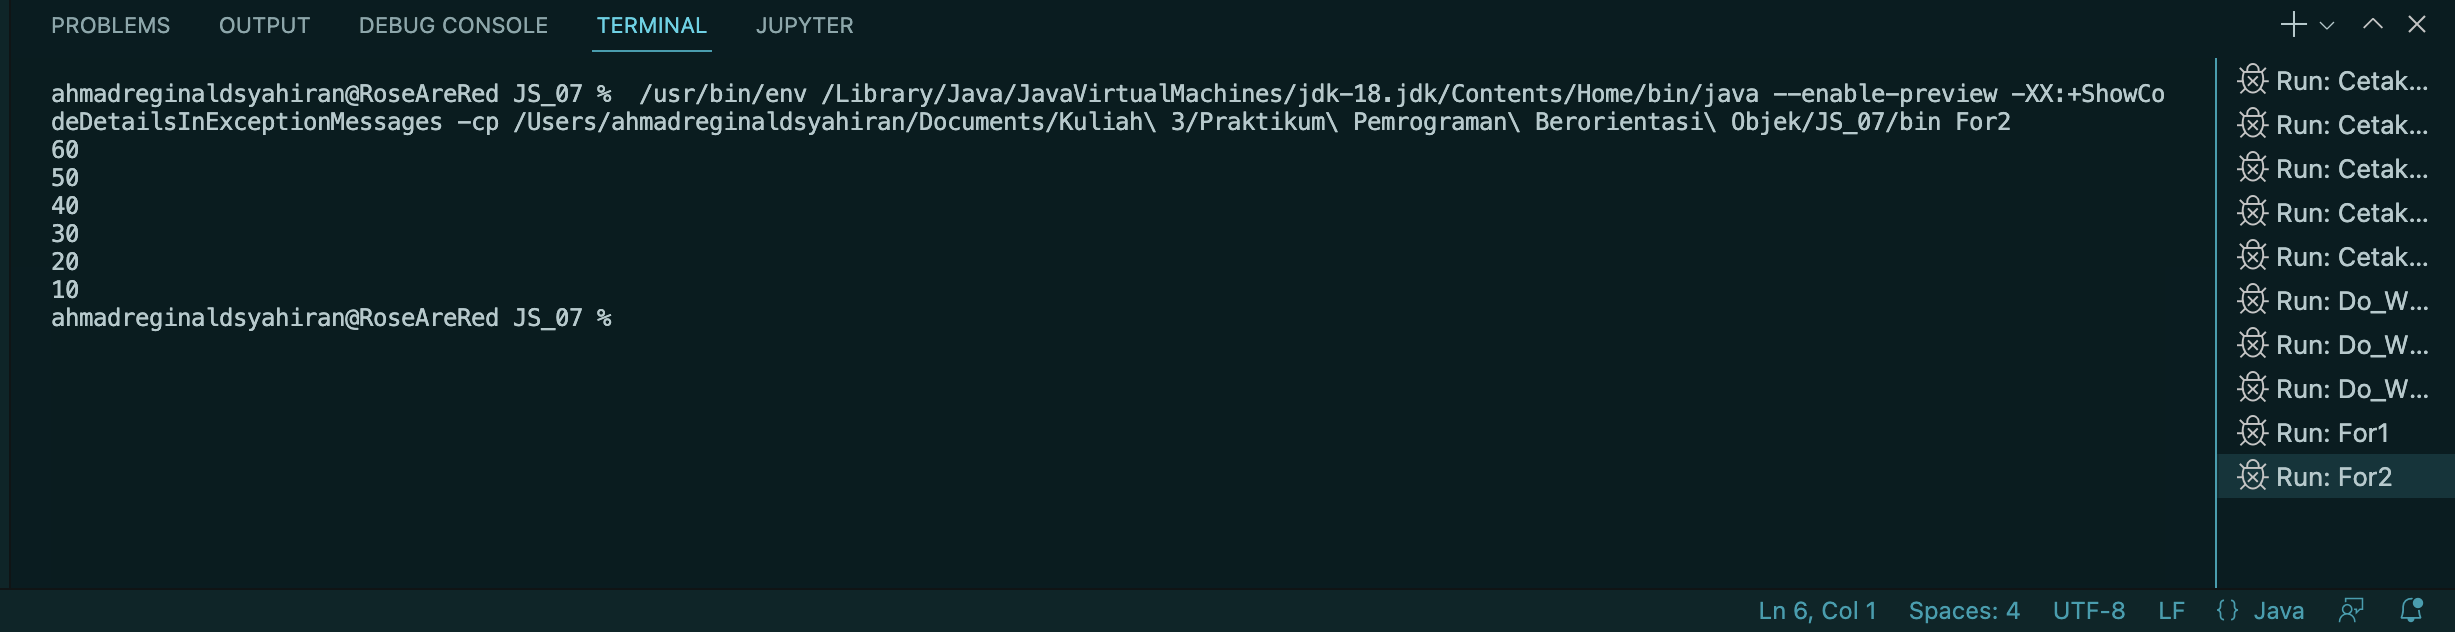 PROBLEMS OUTPUT DEBUG CONSOLE TERMINAL JUPYTER
ahmadreginaldsyahiran@RoseAreRed JS_07 %  /usr/bin/env /Library/Java/JavaVirtualMachines/jdk-18.jdk/Contents/Home/bin/java --enable-preview -XX:+ShowCo
deDetailsInExceptionMessages -cp /Users/ahmadreginaldsyahiran/Documents/Kuliah\ 3/Praktikum\ Pemrograman\ Berorientasi\ Objek/JS_07/bin For2
60
50
40
30
20
10
ahmadreginaldsyahiran@RoseAreRed JS_07 %
Run: Cetak...
Run: Cetak...
Run: Cetak...
Run: Cetak...
Run: Cetak...
Run: Do_W...
Run: Do_W...
Run: Do_W...
Run: For1
Run: For2
Ln 6, Col 1 Spaces: 4 UTF-8 LF {} Java